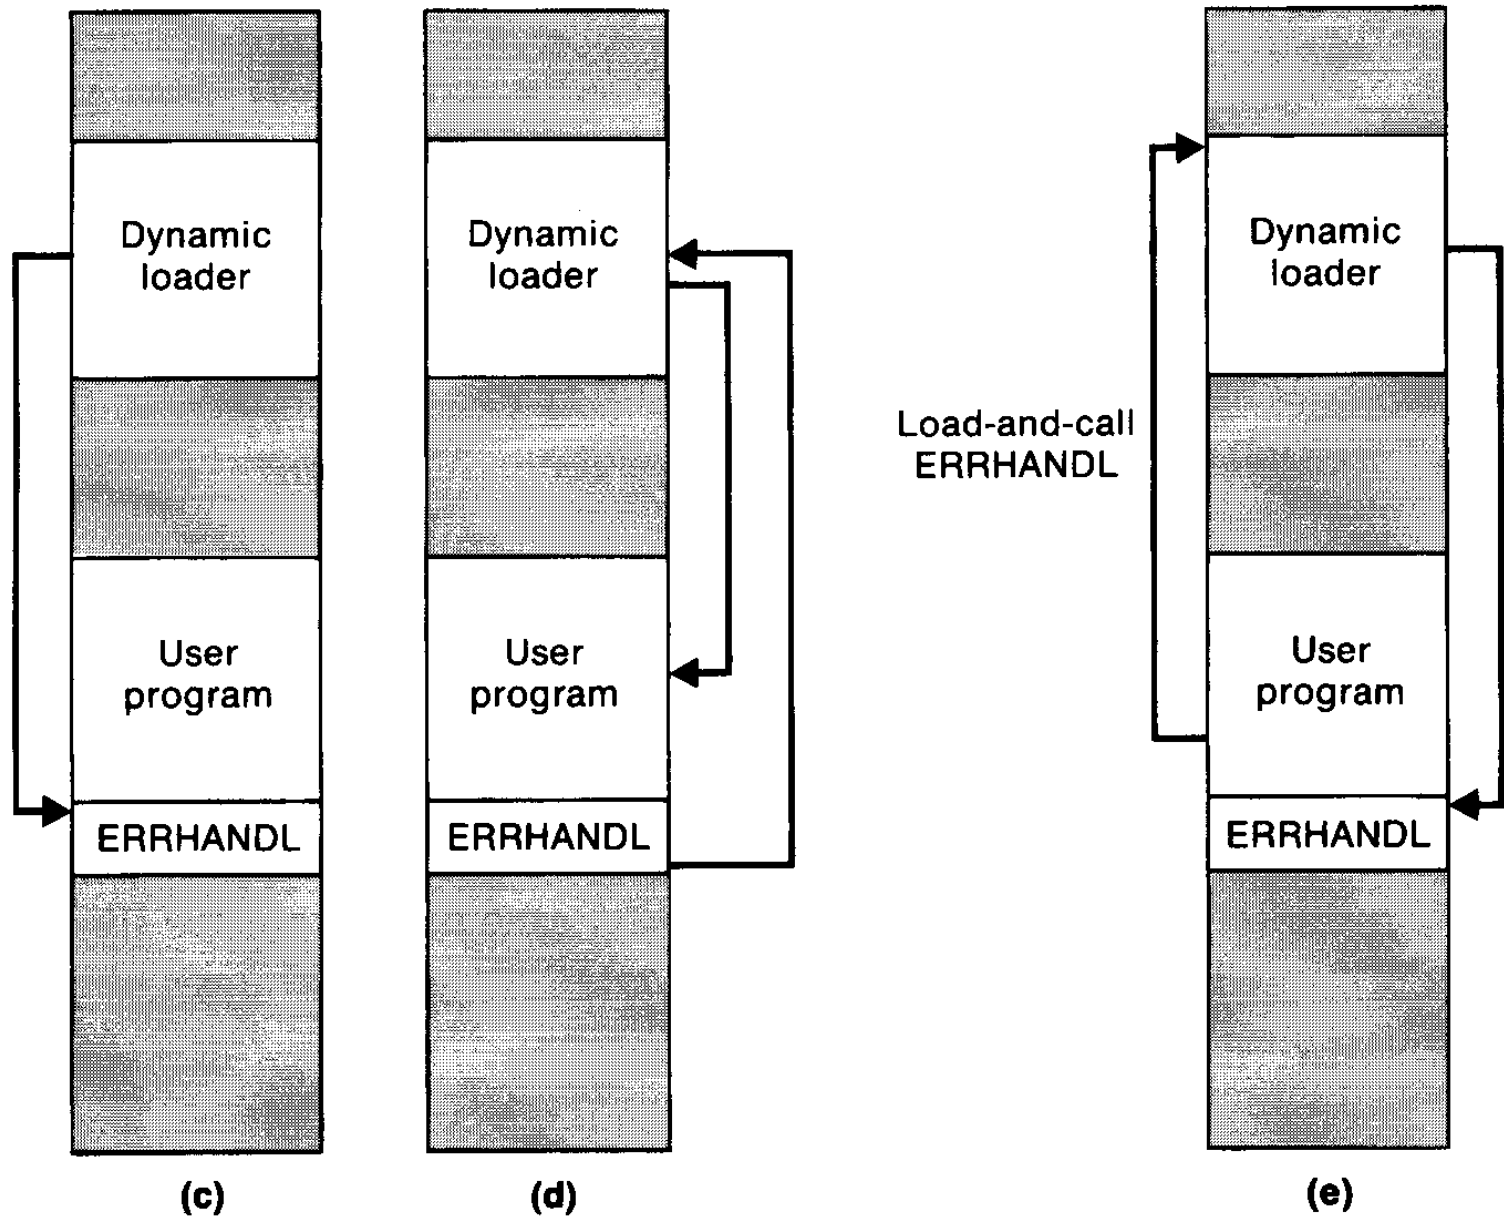 Dynamic
loader
User
program
ERRHANDL
(c)
Dynamic
loader
User
program
ERRHANDL
(d)
Load-and-call
ERRHANDL
Dynamic
loader
User
program
ERRHANDL
(e)